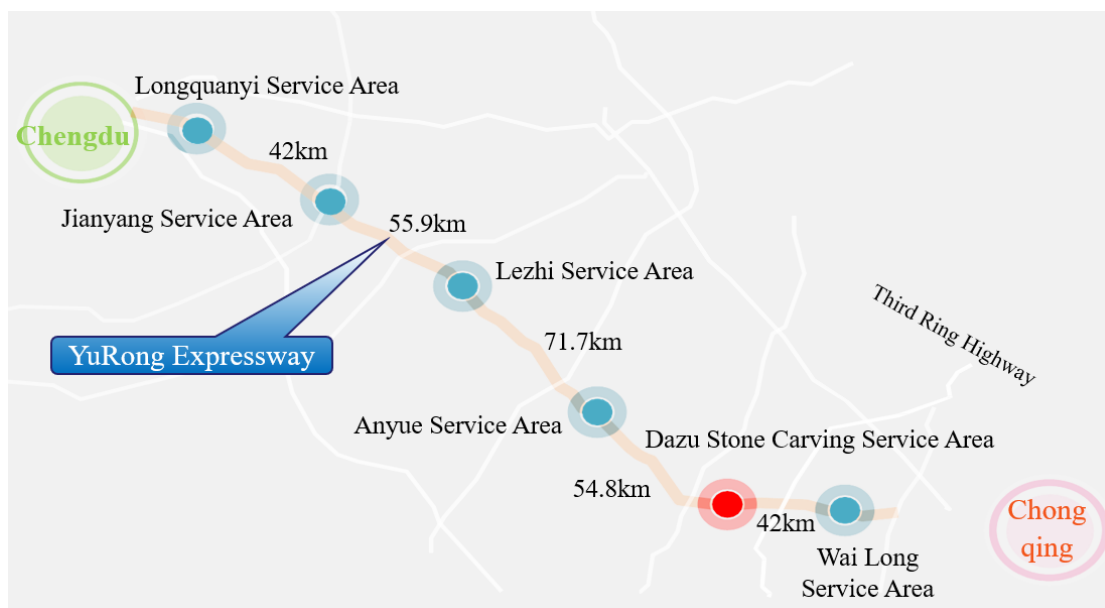 Longquanyi Service Area
Chengdu
42km
Jianyang Service Area
55.9km
Lezhi Service Area
Third Ring Highway
YuRong Expressway
71.7km
Anyue Service Area
Dazu Stone Carving Service Area
54.8km
42km
Chong
qing
Wai Long
Service Area